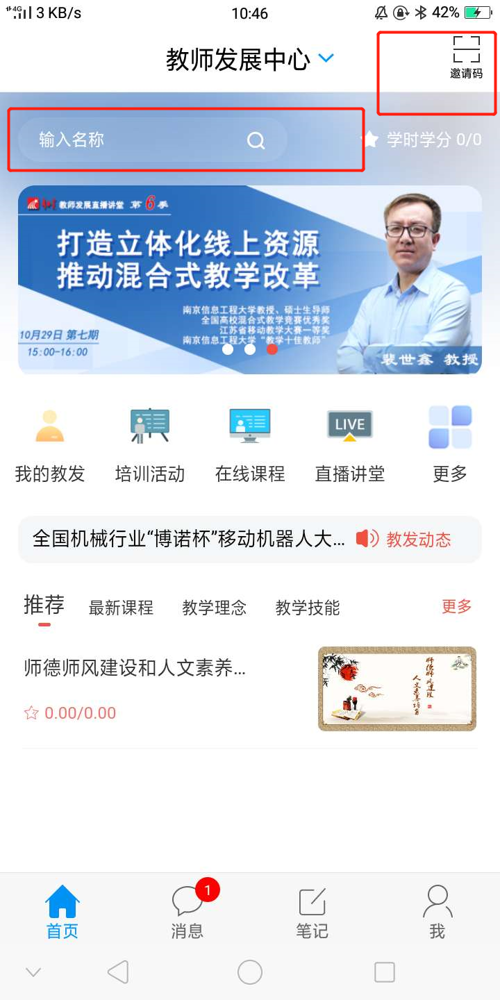 4G 3 KB/s 10:46 42%
教师发展中心
邀请码
输入名称
学时学分 0/0
教师发展直播讲堂 第6季
打造立体化线上资源
推动混合式教学改革
南京信息工程大学教授、硕士生导师
全国高校混合式教学竞赛优秀奖
江苏省移动教学大赛一等奖
南京信息工程大学“教学十佳教师”
10月29日 第七期
15:00-16:00
裴世鑫 教授
LIVE
我的教发 培训活动 在线课程 直播讲堂 更多
全国机械行业“博诺杯”移动机器人大... 教发动态
推荐 最新课程 教学理念 教学技能 更多
师德师风建设和人文素养...
师德师风建设
人文素养培育
0.00/0.00
1
首页 消息 笔记 我